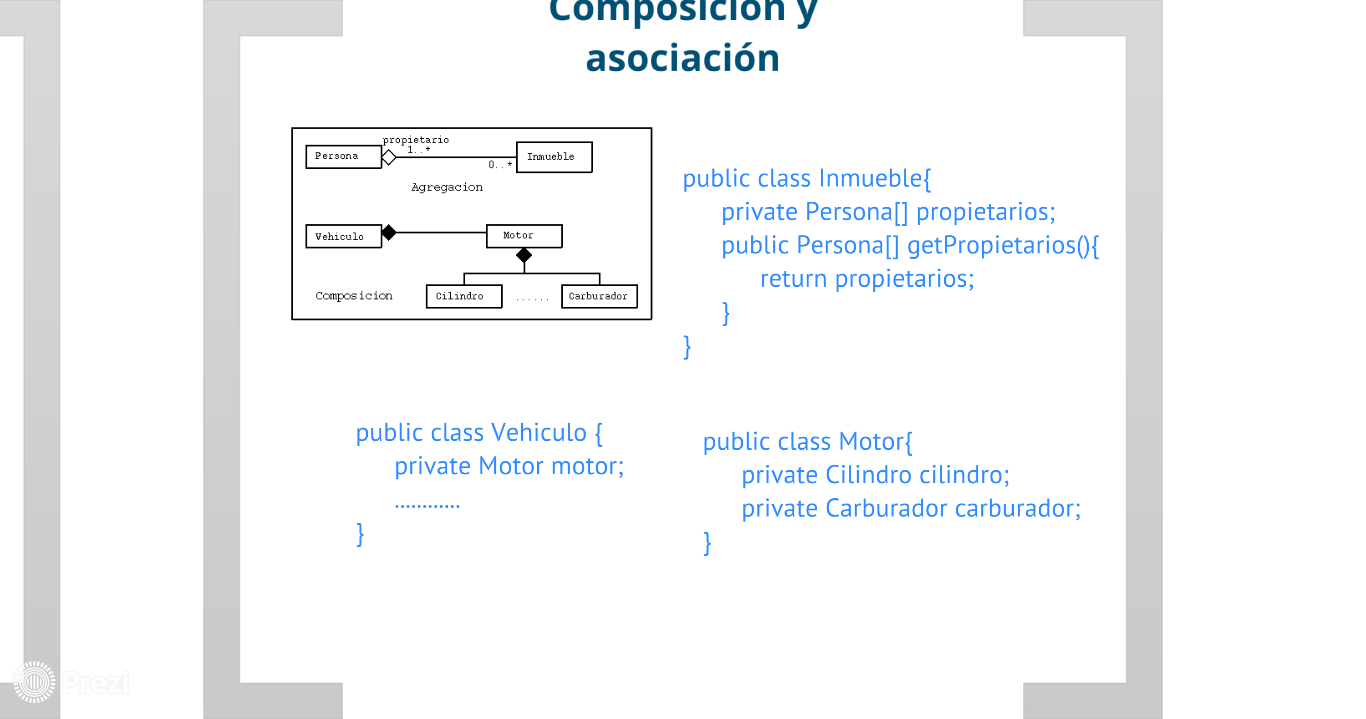 Composición y
asociación
propietario
1..*
Persona
Inmueble
0..*
Agregacion
Vehiculo
Motor
Composicion
Cilindro
......
Carburador
public class Inmueble{
private Persona[] propietarios;
public Persona[] getPropietarios(){
return propietarios;
}
}
public class Vehiculo {
private Motor motor;
............
}
public class Motor{
private Cilindro cilindro;
private Carburador carburador;
}
Prezi